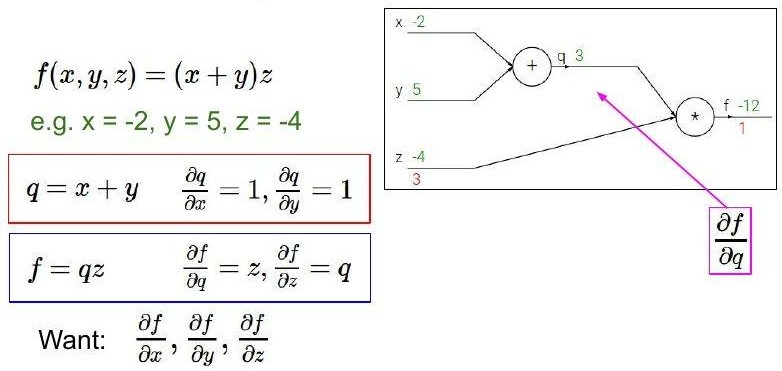 f(x, y, z) = (x + y)z
e.g. x = -2, y = 5, z = -4
q = x + y    ∂q/∂x = 1, ∂q/∂y = 1
f = qz    ∂f/∂q = z, ∂f/∂z = q
Want: ∂f/∂x, ∂f/∂y, ∂f/∂z
x -2
+
q 3
y 5
*
f -12
1
z -4
3
∂f/∂q